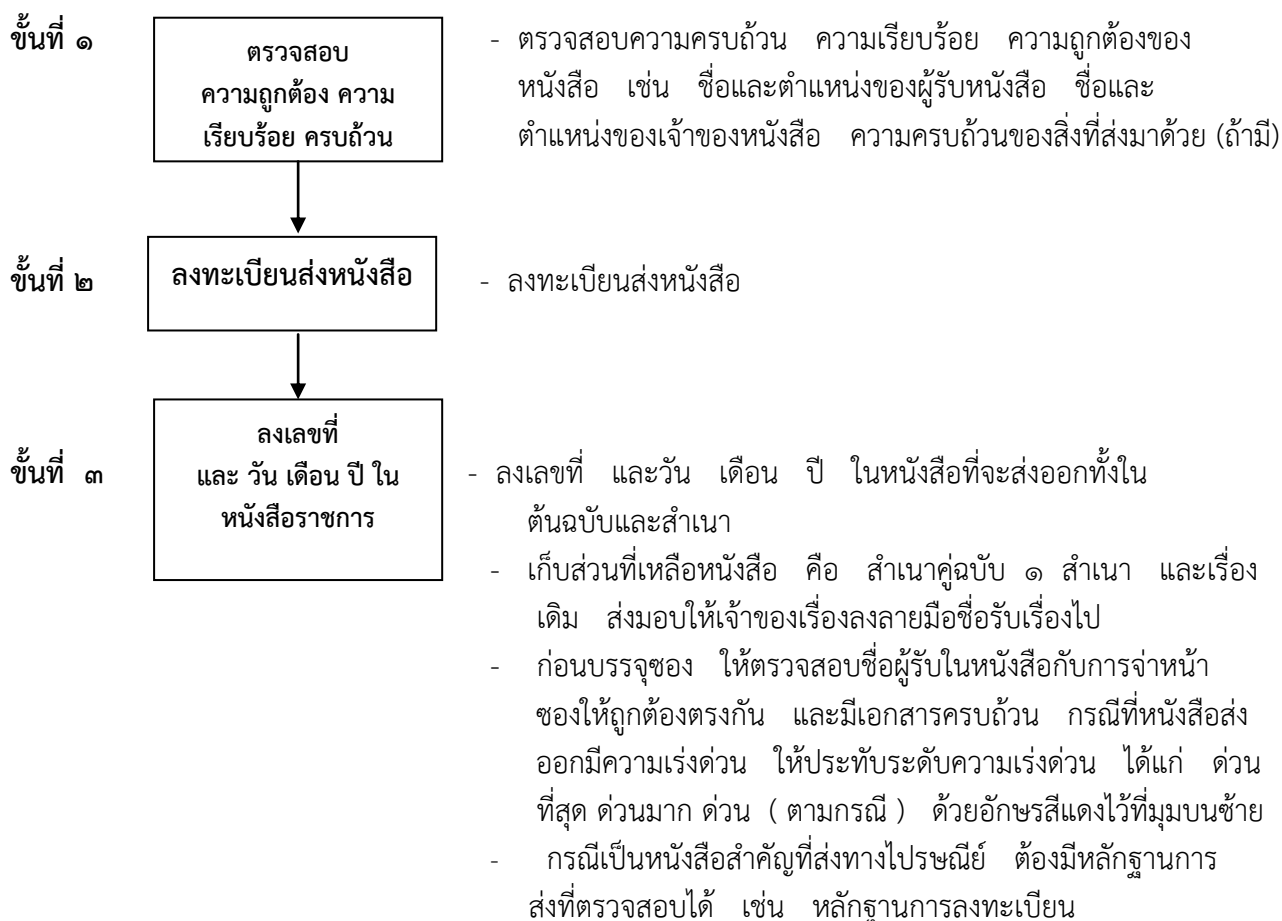 ขั้นที่ ๑
ตรวจสอบ
ความถูกต้อง ความ
เรียบร้อย ครบถ้วน
- ตรวจสอบความครบถ้วน ความเรียบร้อย ความถูกต้องของ
หนังสือ เช่น ชื่อและตำแหน่งของผู้รับหนังสือ ชื่อและ
ตำแหน่งของเจ้าของหนังสือ ความครบถ้วนของสิ่งที่ส่งมาด้วย (ถ้ามี)
ขั้นที่ ๒
ลงทะเบียนส่งหนังสือ
- ลงทะเบียนส่งหนังสือ
ขั้นที่ ๓
ลงเลขที่
และ วัน เดือน ปี ใน
หนังสือราชการ
- ลงเลขที่ และวัน เดือน ปี ในหนังสือที่จะส่งออกทั้งใน
ต้นฉบับและสำเนา
- เก็บส่วนที่เหลือหนังสือ คือ สำเนาคู่ฉบับ ๑ สำเนา และเรื่อง
เดิม ส่งมอบให้เจ้าของเรื่องลงลายมือชื่อรับเรื่องไป
- ก่อนบรรจุซอง ให้ตรวจสอบชื่อผู้รับในหนังสือกับการจ่าหน้า
ซองให้ถูกต้องตรงกัน และมีเอกสารครบถ้วน กรณีที่หนังสือส่ง
ออกมีความเร่งด่วน ให้ประทับระดับความเร่งด่วน ได้แก่ ด่วน
ที่สุด ด่วนมาก ด่วน ( ตามกรณี ) ด้วยอักษรสีแดงไว้ที่มุมบนซ้าย
- กรณีเป็นหนังสือสำคัญที่ส่งทางไปรษณีย์ ต้องมีหลักฐานการ
ส่งที่ตรวจสอบได้ เช่น หลักฐานการลงทะเบียน